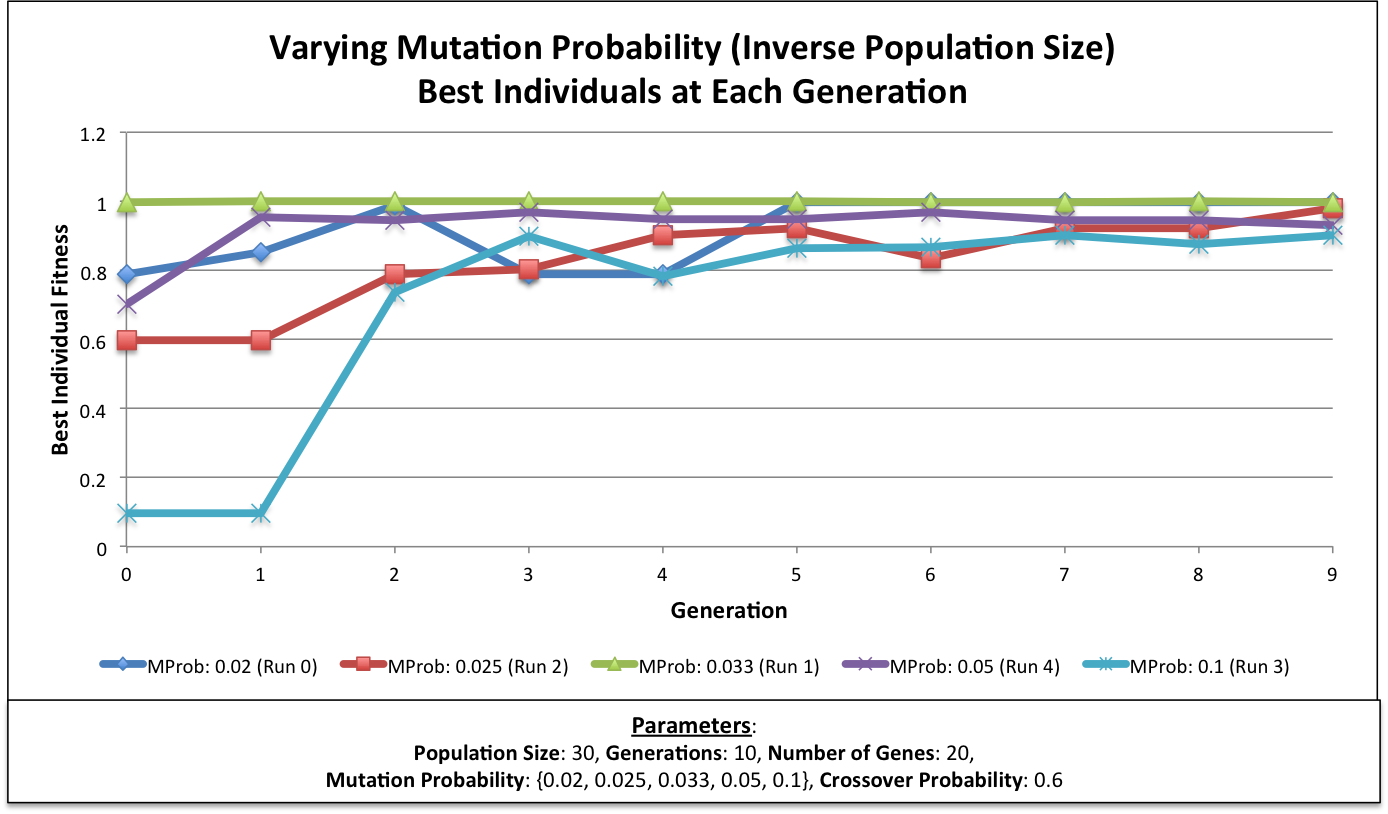 Varying Mutation Probability (Inverse Population Size)
Best Individuals at Each Generation
Best Individual Fitness
1.2
1
0.8
0.6
0.4
0.2
0
0 1 2 3 4 5 6 7 8 9
Generation
MProb: 0.02 (Run 0) MProb: 0.025 (Run 2) MProb: 0.033 (Run 1) MProb: 0.05 (Run 4) MProb: 0.1 (Run 3)
Parameters:
Population Size: 30, Generations: 10, Number of Genes: 20,
Mutation Probability: {0.02, 0.025, 0.033, 0.05, 0.1}, Crossover Probability: 0.6